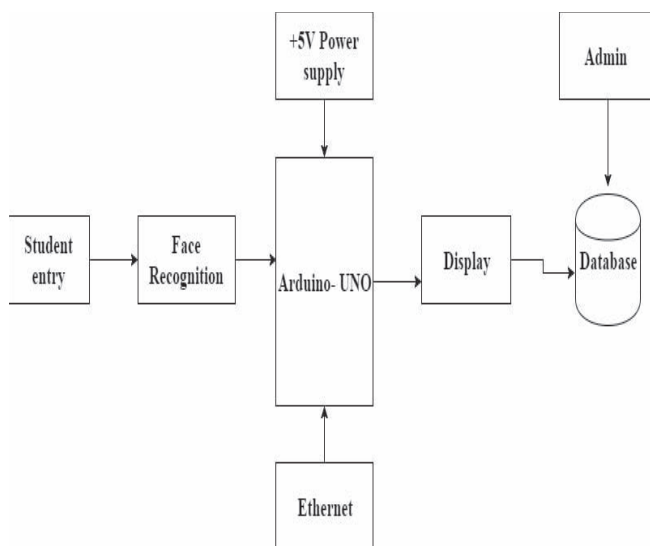 +5V Power
supply
Admin
Student
entry
Face
Recognition
Arduino- UNO
Display
Database
Ethernet